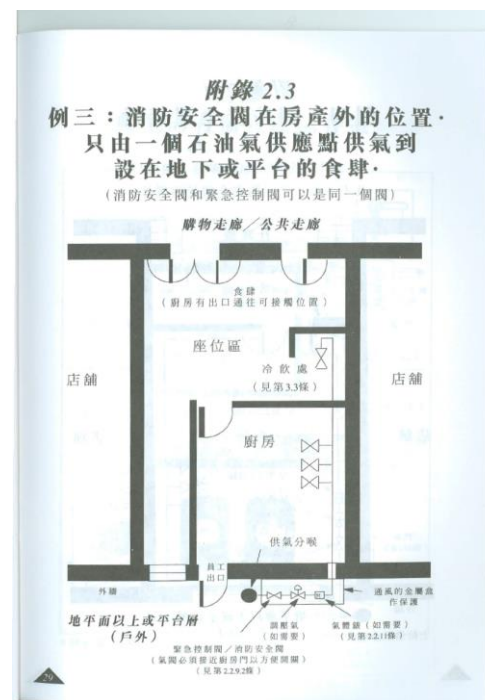 附錄 2.3
例三：消防安全閥在房產外的位置．
只由一個石油氣供應點供氣到
設在地下或平台的食肆．
（消防安全閥和緊急控制閥可以是同一個閥）
購物走廊／公共走廊
食肆
（廚房有出口通往可接觸位置）
座位區
冷飲處
（見第3.3條）
店舖
店舖
廚房
供氣分喉
員工
出口
外牆
通風的金屬盒
作保護
地平面以上或平台層
（戶外）
調壓氣
（如需要）
氣體錶（如需要）
（見第2.2.11條）
緊急控制閥／消防安全閥
（氣閥必須接近廚房門以方便開關）
（見第2.2.9.2條）
29